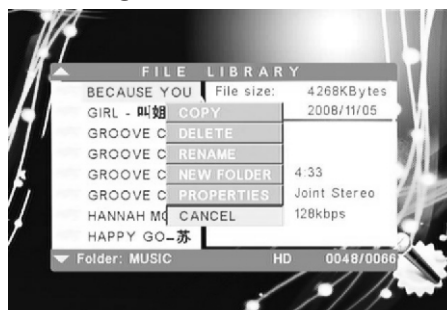 FILE LIBRARY
BECAUSE YOU File size: 4268KBytes
GIRL - 叫姐 COPY 2008/11/05
GROOVE C DELETE
GROOVE C RENAME
GROOVE C NEW FOLDER 4:33
GROOVE C PROPERTIES Joint Stereo
HANNAH MO CANCEL 128kbps
HAPPY GO-苏
Folder: MUSIC HD 0048/0066